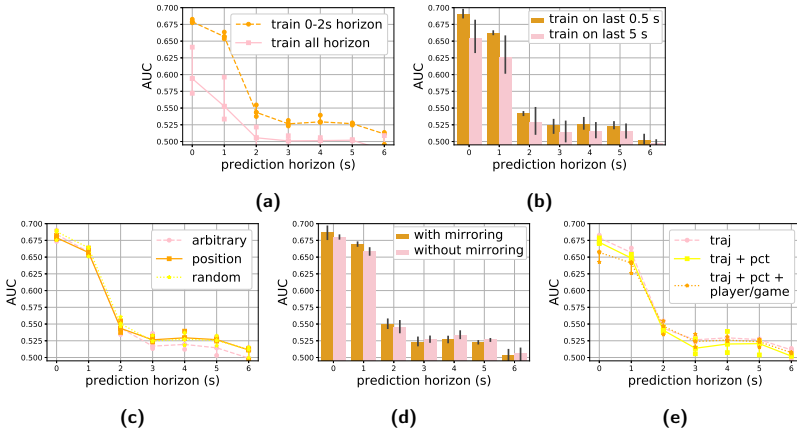 0.700
0.675
0.650
0.625
0.600
0.575
0.550
0.525
0.500
AUC
train 0-2s horizon
train all horizon
0 1 2 3 4 5 6
prediction horizon (s)
(a)
0.700
0.675
0.650
0.625
0.600
0.575
0.550
0.525
0.500
AUC
train on last 0.5 s
train on last 5 s
0 1 2 3 4 5 6
prediction horizon (s)
(b)
0.700
0.675
0.650
0.625
0.600
0.575
0.550
0.525
0.500
AUC
arbitrary
position
random
0 1 2 3 4 5 6
prediction horizon (s)
(c)
0.700
0.675
0.650
0.625
0.600
0.575
0.550
0.525
0.500
AUC
with mirroring
without mirroring
0 1 2 3 4 5 6
prediction horizon (s)
(d)
0.700
0.675
0.650
0.625
0.600
0.575
0.550
0.525
0.500
AUC
traj
traj + pct
traj + pct +
player/game
0 1 2 3 4 5 6
prediction horizon (s)
(e)